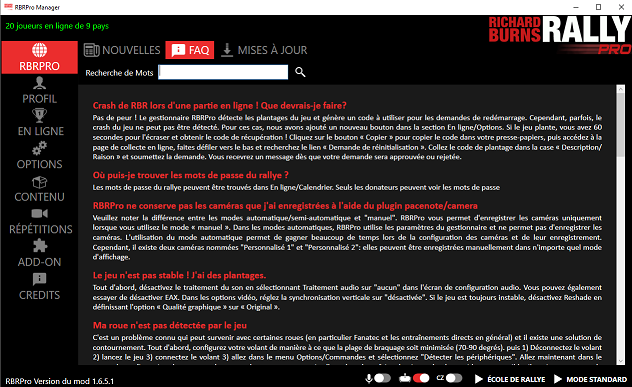 RBRPro Manager
20 joueurs en ligne de 9 pays
RICHARD BURNS RALLY PRO
RBRPRO
PROFIL
EN LIGNE
OPTIONS
CONTENU
RÉPÉTITIONS
ADD-ON
CREDITS
NOUVELLES
FAQ
MISES À JOUR
Recherche de Mots
Crash de RBR lors d'une partie en ligne ! Que devrais-je faire?
Pas de peur ! Le gestionnaire RBRPro détecte les plantages du jeu et génère un code à utiliser pour les demandes de redémarrage. Cependant, parfois, le
crash du jeu ne peut pas être détecté. Pour ces cas, nous avons ajouté un nouveau bouton dans la section En ligne/Options. Si le jeu plante, vous avez 60
secondes pour l'écraser et obtenir le code de récupération ! Cliquez sur le bouton « Copier » pour copier le code dans votre presse-papiers, puis accédez à la
page de collecte en ligne, faites défiler vers le bas et recherchez le lien « Demande de réinitialisation ». Collez le code de plantage dans la case « Description/
Raison » et soumettez la demande. Vous recevrez un message dès que votre demande sera approuvée ou rejetée.
Où puis-je trouver les mots de passe du rallye ?
Les mots de passe du rallye peuvent être trouvés dans En ligne/Calendrier. Seuls les donateurs peuvent voir les mots de passe
RBRPro ne conserve pas les caméras que j'ai enregistrées à l'aide du plugin pacenote/camera
Veuillez noter la différence entre les modes automatique/semi-automatique et "manuel". RBRPro vous permet d'enregistrer les caméras uniquement
lorsque vous utilisez le mode « manuel ». Dans les modes automatiques, RBRPro utilise les paramètres du gestionnaire et ne permet pas d'enregistrer les
caméras. L'utilisation du mode automatique permet de gagner beaucoup de temps lors de la configuration des caméras et de leur enregistrement.
Cependant, il existe deux caméras nommées "Personnalisé 1" et "Personnalisé 2": elles peuvent être enregistrées manuellement dans n'importe quel mode
d'affichage.
Le jeu n'est pas stable ! J'ai des plantages.
Tout d'abord, désactivez le traitement du son en sélectionnant Traitement audio sur "aucun" dans l'écran de configuration audio. Vous pouvez également
essayer de désactiver EAX. Dans les options vidéo, réglez la synchronisation verticale sur "désactivée". Si le jeu est toujours instable, désactivez Reshade en
définissant l'option « Qualité graphique » sur « Original ».
Ma roue n'est pas détectée par le jeu
C'est un problème connu qui peut survenir avec certaines roues (en particulier Fanatec et les entraînements directs en général) et il existe une solution de
contournement. Tout d'abord, configurez votre volant de manière à ce que la plage de braquage soit minimisée (70-90 degrés). puis 1) Déconnectez le volant
2) lancez le jeu 3) connectez le volant 3) allez dans le menu Options/Commandes et sélectionnez "Détecter les périphériques". Allez maintenant dans le
RBRPro Version du mod 1.6.5.1
CZ
ÉCOLE DE RALLYE
MODE STANDARD